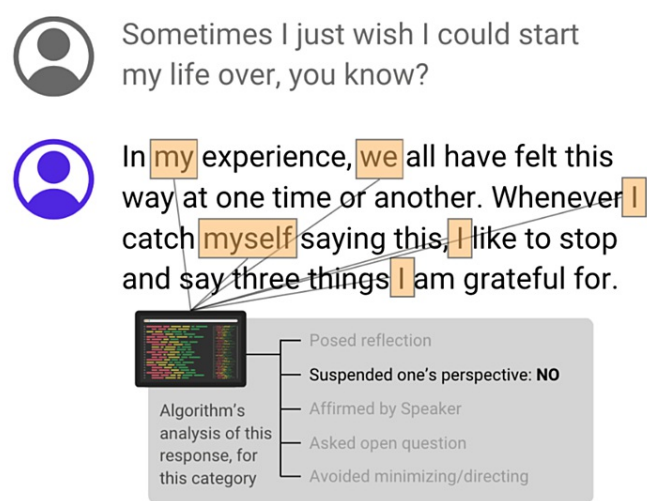 Sometimes I just wish I could start
my life over, you know?
In my experience, we all have felt this
way at one time or another. Whenever I
catch myself saying this, I like to stop
and say three things I am grateful for.
Algorithm's
analysis of this
response, for
this category
Posed reflection
Suspended one's perspective: NO
Affirmed by Speaker
Asked open question
Avoided minimizing/directing